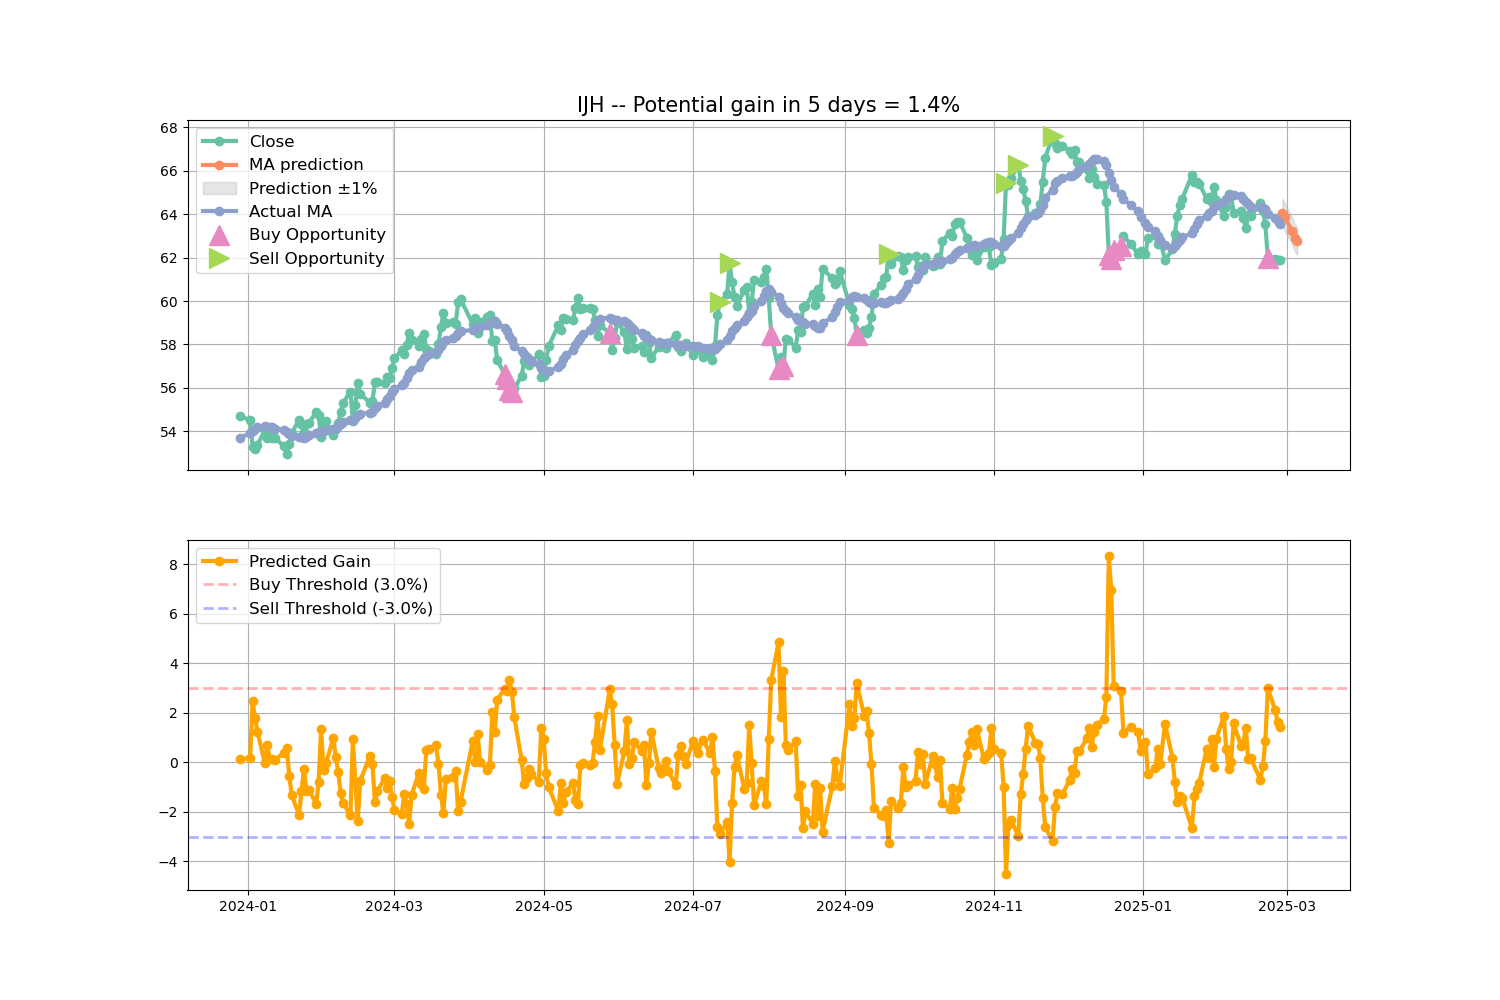 IJH -- Potential gain in 5 days = 1.4%
68
66
64
62
60
58
56
54
Close
MA prediction
Prediction ±1%
Actual MA
Buy Opportunity
Sell Opportunity
8
6
4
2
0
−2
−4
Predicted Gain
Buy Threshold (3.0%)
Sell Threshold (-3.0%)
2024-01
2024-03
2024-05
2024-07
2024-09
2024-11
2025-01
2025-03